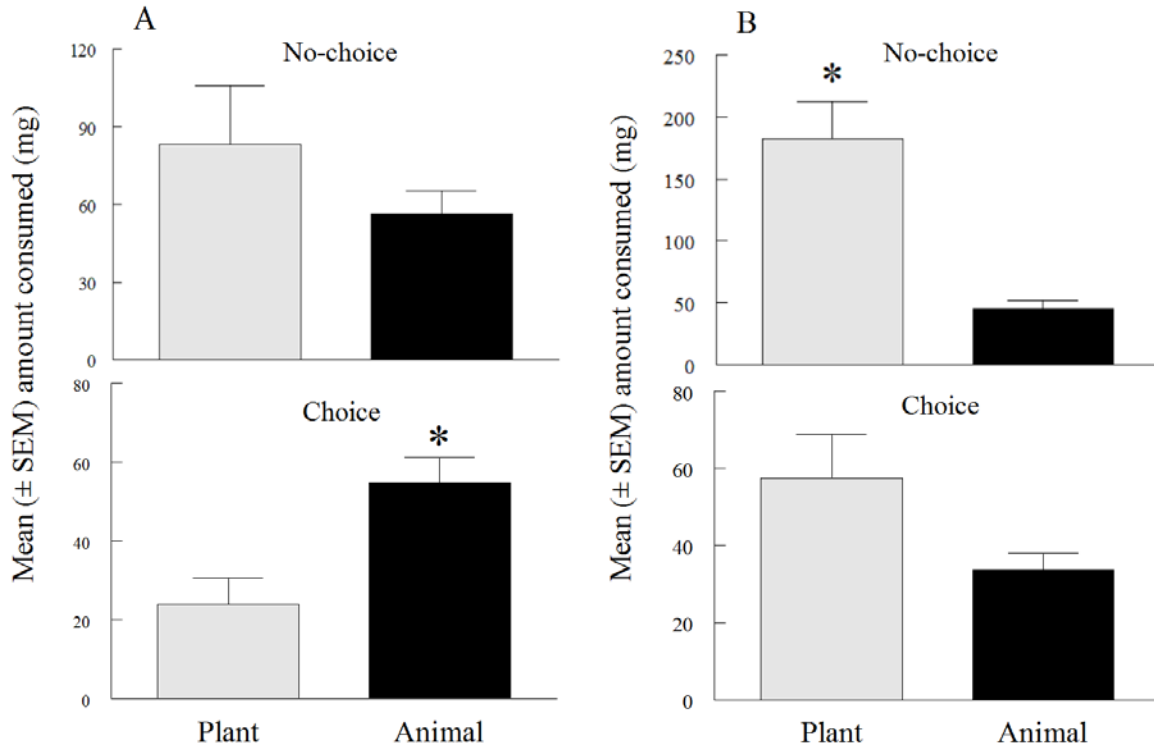 A
No-choice
120
90
60
30
0
Choice
80
60
40
20
0
*
Plant
Animal
Mean (± SEM) amount consumed (mg)
B
No-choice
250
200
150
100
50
0
*
Choice
80
60
40
20
0
Plant
Animal
Mean (± SEM) amount consumed (mg)